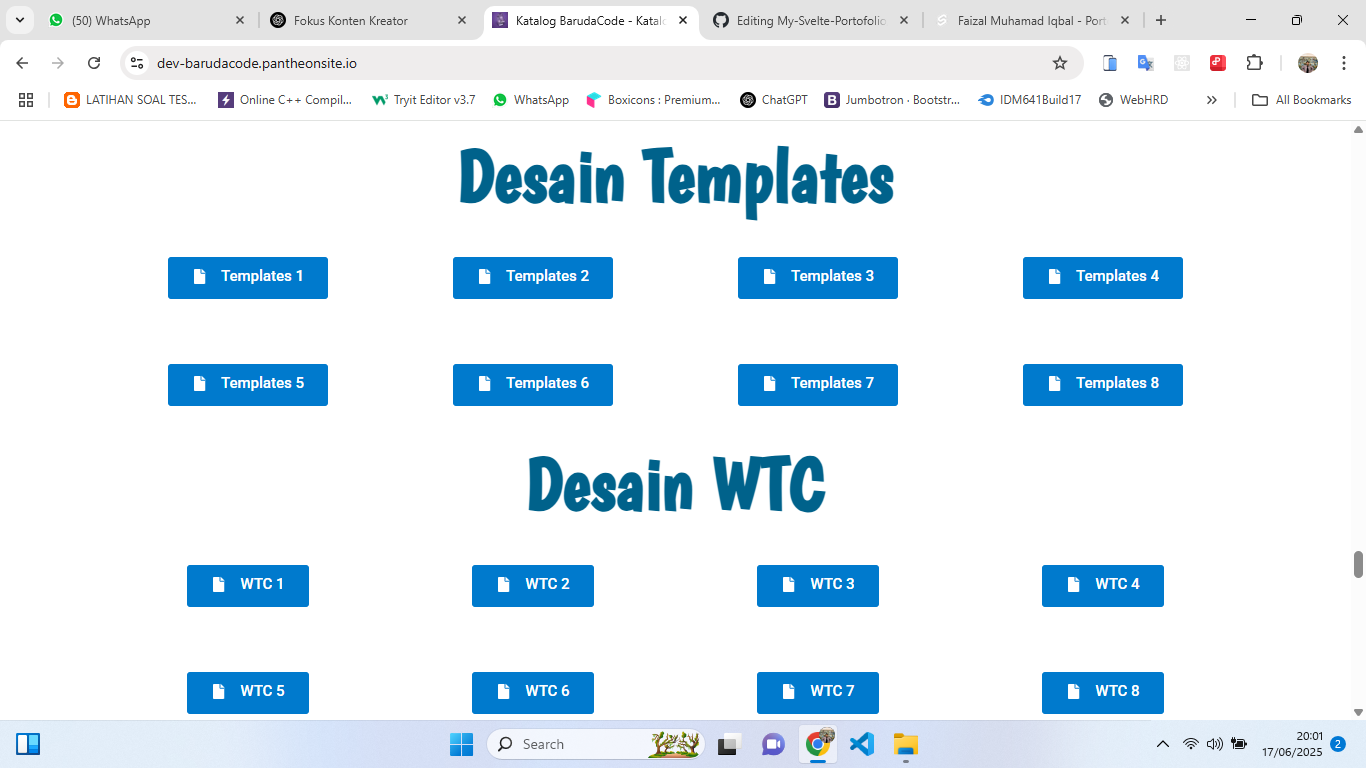 (50) WhatsApp
Fokus Konten Kreator
Katalog BarudaCode - Katalo
Editing My-Svelte-Portofolio
Faizal Muhamad Iqbal - Port
dev-barudacode.pantheonsite.io
LATIHAN SOAL TES...
Online C++ Compil...
Tryit Editor v3.7
WhatsApp
Boxicons : Premium...
ChatGPT
Jumbotron · Bootstr...
IDM641Build17
WebHRD
All Bookmarks
Desain Templates
Templates 1
Templates 2
Templates 3
Templates 4
Templates 5
Templates 6
Templates 7
Templates 8
Desain WTC
WTC 1
WTC 2
WTC 3
WTC 4
WTC 5
WTC 6
WTC 7
WTC 8
Search
20:01
17/06/2025
2